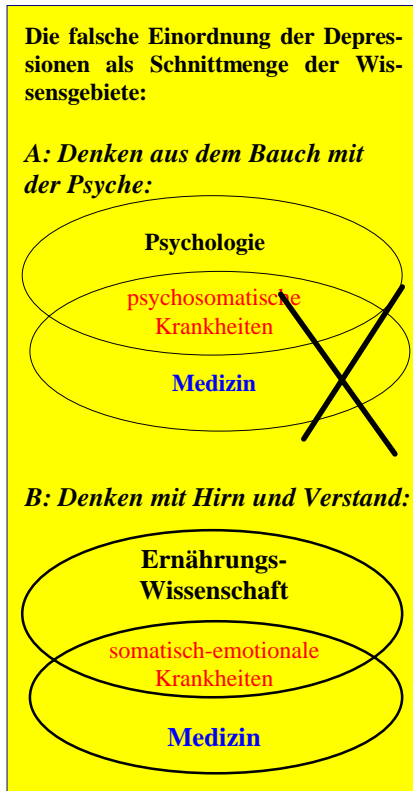 Die falsche Einordnung der Depres-
sionen als Schnittmenge der Wis-
sensgebiete:
A: Denken aus dem Bauch mit
der Psyche:
Psychologie
psychosomatische
Krankheiten
Medizin
B: Denken mit Hirn und Verstand:
Ernährungs-
Wissenschaft
somatisch-emotionale
Krankheiten
Medizin